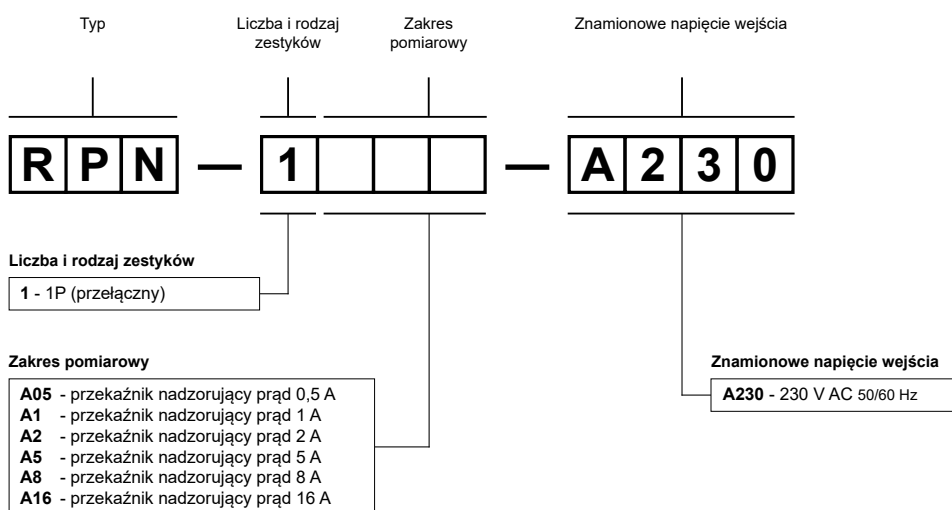 Typ
Liczba i rodzaj
zestyków
Zakres
pomiarowy
Znamionowe napięcie wejścia
RPN — 1 — A230
Liczba i rodzaj zestyków
1 - 1P (przełączny)
Zakres pomiarowy
A05 - przekaźnik nadzorujący prąd 0,5 A
A1 - przekaźnik nadzorujący prąd 1 A
A2 - przekaźnik nadzorujący prąd 2 A
A5 - przekaźnik nadzorujący prąd 5 A
A8 - przekaźnik nadzorujący prąd 8 A
A16 - przekaźnik nadzorujący prąd 16 A
Znamionowe napięcie wejścia
A230 - 230 V AC 50/60 Hz